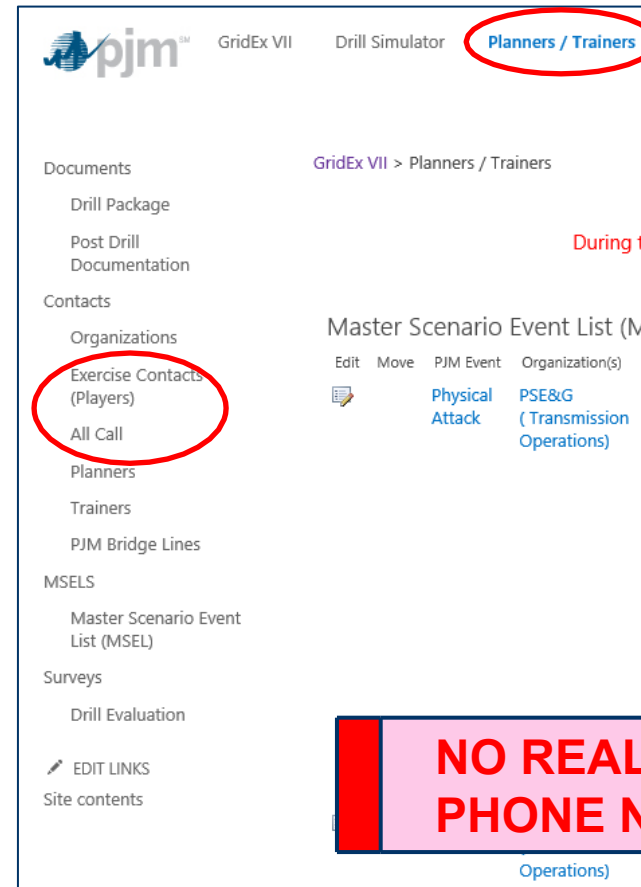 pjm SM
GridEx VII Drill Simulator Planners / Trainers
GridEx VII > Planners / Trainers
Documents
Drill Package
Post Drill
Documentation
Contacts
Organizations
Exercise Contacts
(Players)
All Call
Planners
Trainers
PJM Bridge Lines
MSELS
Master Scenario Event
List (MSEL)
Surveys
Drill Evaluation
EDIT LINKS
Site contents
During t
Master Scenario Event List (M
Edit Move PJM Event Organization(s)
Physical PSE&G
Attack ( Transmission
Operations)
NO REAL
PHONE N
Operations)